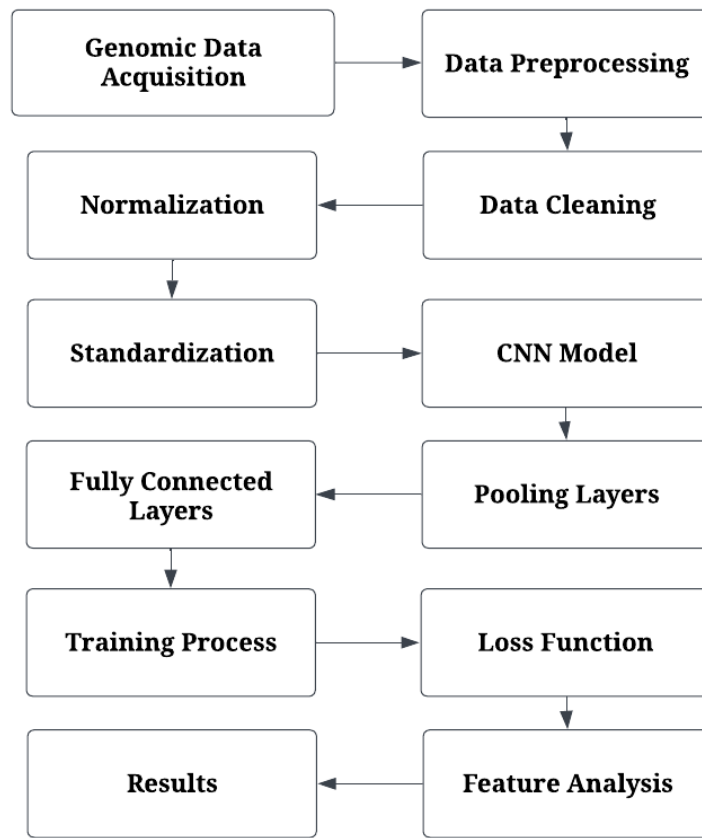 Genomic Data
Acquisition
Data Preprocessing
Data Cleaning
Normalization
Standardization
CNN Model
Pooling Layers
Fully Connected
Layers
Training Process
Loss Function
Feature Analysis
Results